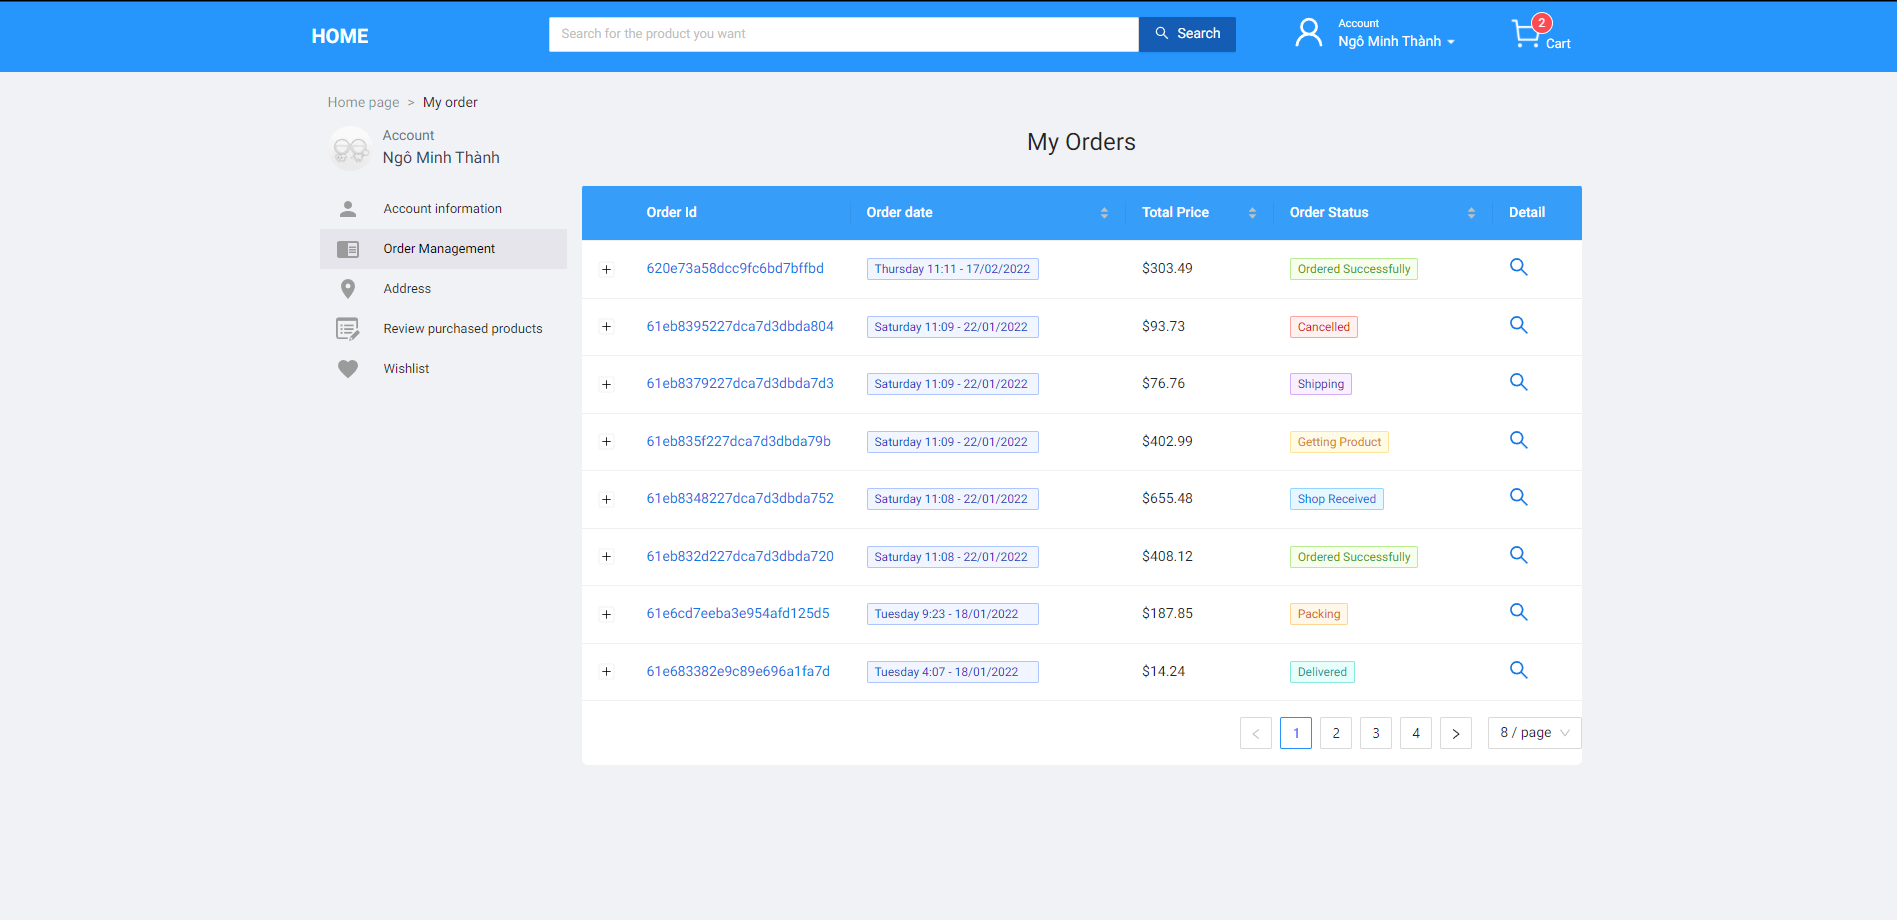 HOME
Search for the product you want
Search
Account
Ngô Minh Thành
2
Cart
Home page > My order
Account
Ngô Minh Thành
Account information
Order Management
Address
Review purchased products
Wishlist
My Orders
Order Id Order date Total Price Order Status Detail
+ 620e73a58dcc9fc6bd7bffbd Thursday 11:11 - 17/02/2022 $303.49 Ordered Successfully
+ 61eb8395227dca7d3dbda804 Saturday 11:09 - 22/01/2022 $93.73 Cancelled
+ 61eb8379227dca7d3dbda7d3 Saturday 11:09 - 22/01/2022 $76.76 Shipping
+ 61eb835f227dca7d3dbda79b Saturday 11:09 - 22/01/2022 $402.99 Getting Product
+ 61eb8348227dca7d3dbda752 Saturday 11:08 - 22/01/2022 $655.48 Shop Received
+ 61eb832d227dca7d3dbda720 Saturday 11:08 - 22/01/2022 $408.12 Ordered Successfully
+ 61e6cd7eeba3e954afd125d5 Tuesday 9:23 - 18/01/2022 $187.85 Packing
+ 61e683382e9c89e696a1fa7d Tuesday 4:07 - 18/01/2022 $14.24 Delivered
< 1 2 3 4 > 8 / page